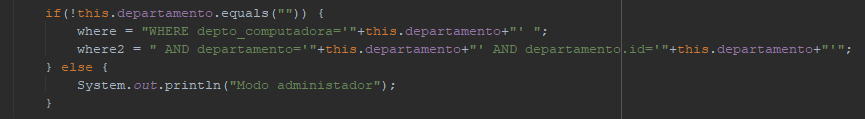 if(!this.departamento.equals("")) {
where = "WHERE depto_computadora='"+this.departamento+"' ";
where2 = " AND departamento='"+this.departamento+"' AND departamento.id='"+this.departamento+"'";
} else {
System.out.println("Modo administador");
}